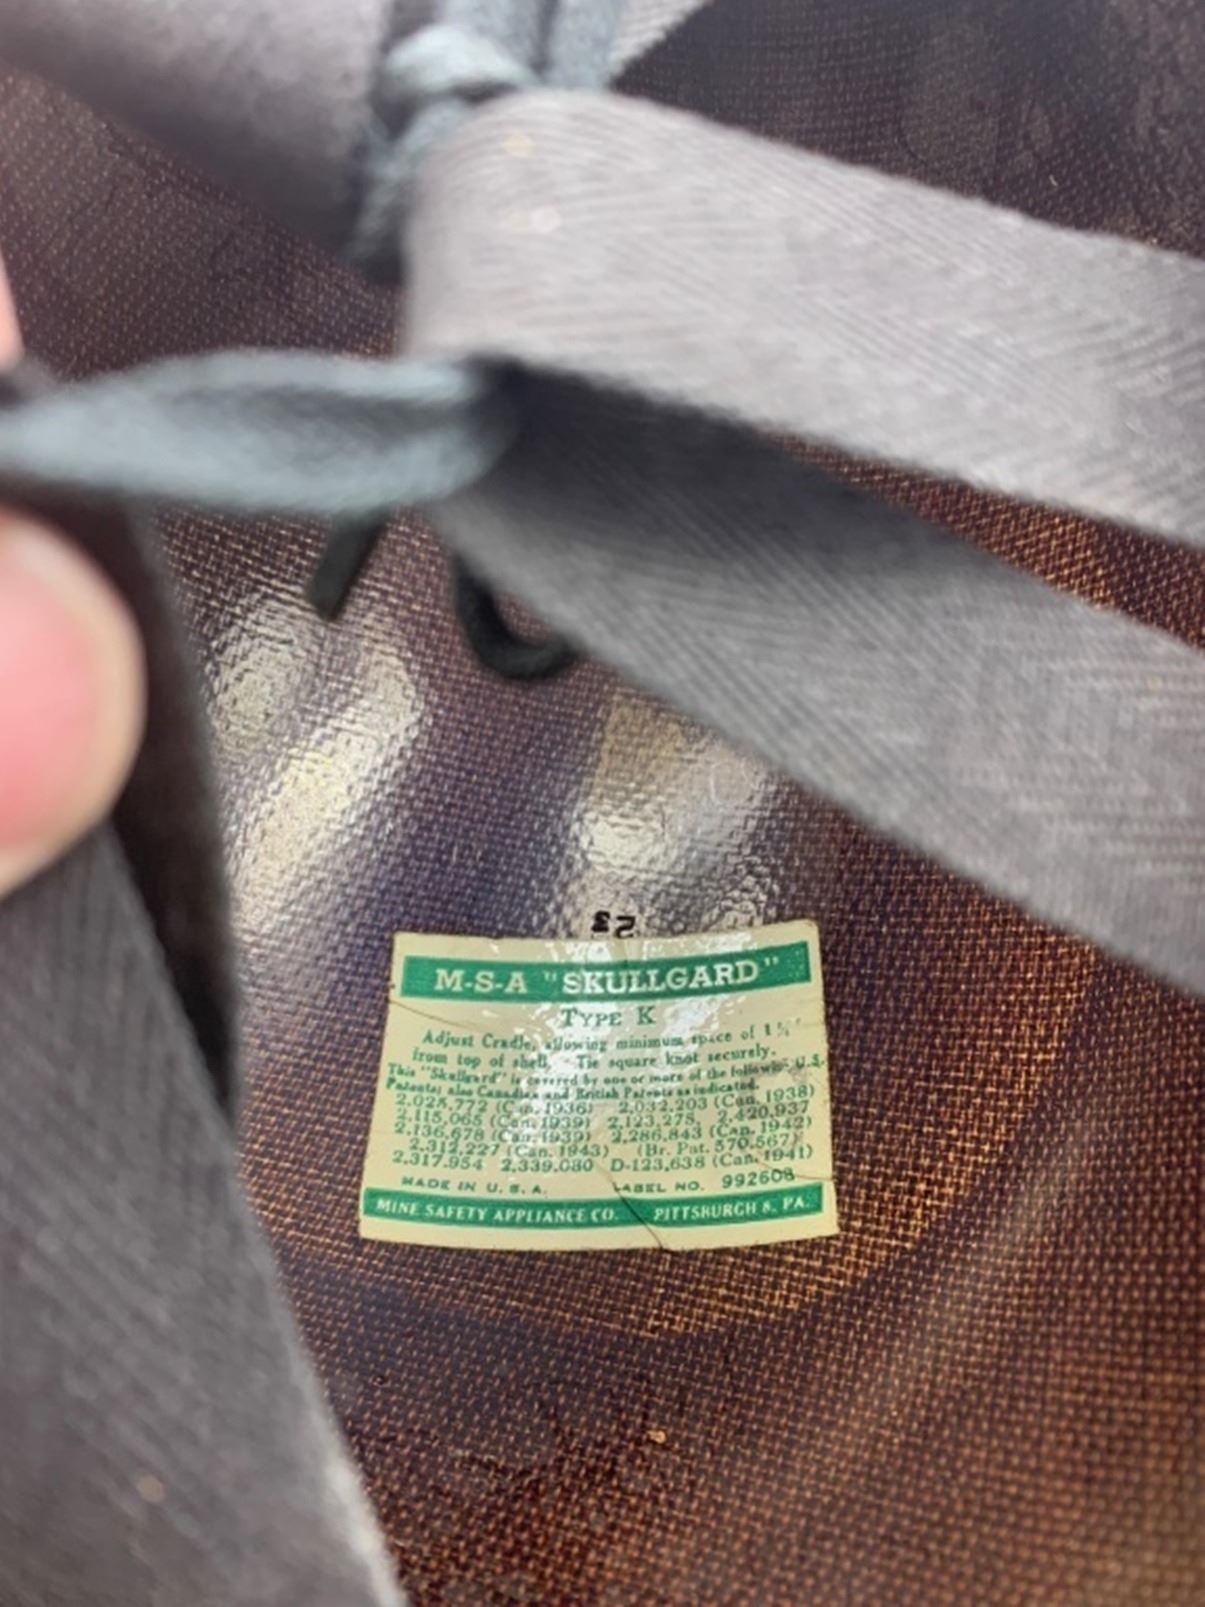 M-S-A "SKULLGARD"
TYPE K
Adjust Cradle, allowing minimum space of 1
from top of shell. Tie square knot securely.
This "Skullgard" is covered by one or more of the following U.S.
Patents; also Canadian and British Patents as indicated.
2,025,772 (Can. 1936) 2,032,203 (Can. 1938)
2,115,065 (Can. 1939) 2,123,275 2,420,937
2,136,678 (Can. 1939) 2,286,843 (Can. 1942)
2,312,227 (Can. 1943) (Br. Pat. 570,567)
2,317,954 2,339,080 D-123,638 (Can. 1941)
MADE IN U.S.A. LABEL NO. 992608
MINE SAFETY APPLIANCE CO. PITTSBURGH 8, PA.